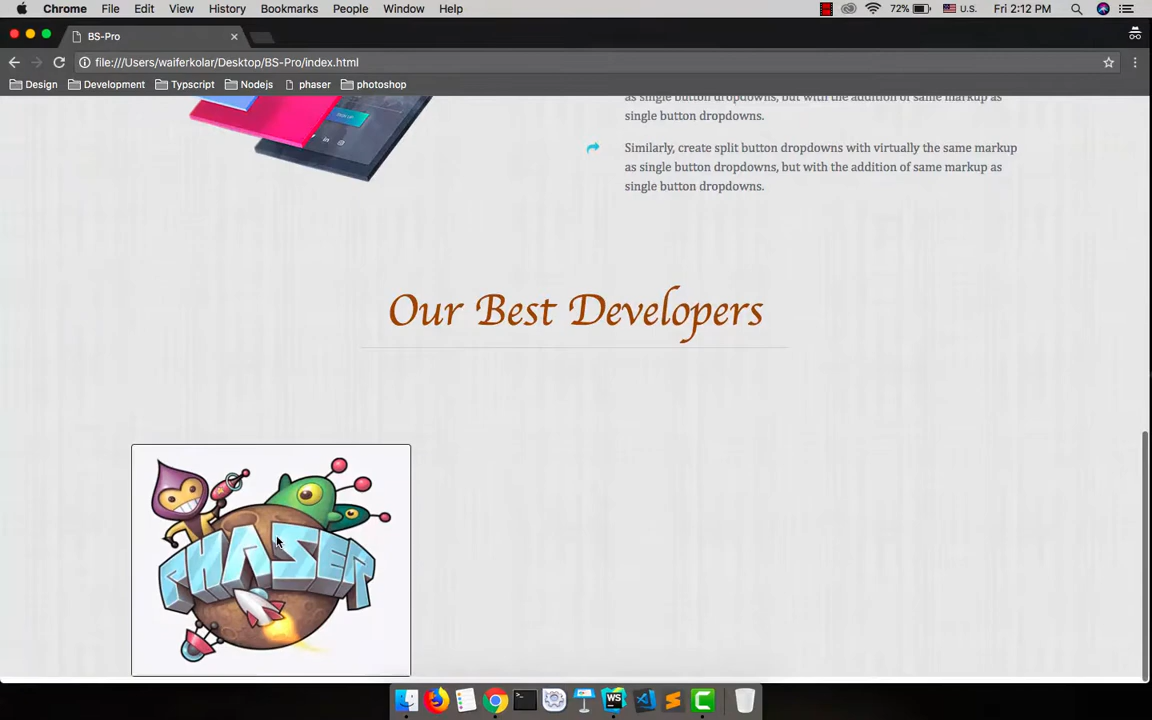 Chrome File Edit View History Bookmarks People Window Help 72% U.S. Fri 2:12 PM
BS-Pro
file:///Users/waiferkolar/Desktop/BS-Pro/index.html
Design Development Typscript Nodejs phaser photoshop
as single button dropdowns, but with the addition of same markup as
single button dropdowns.
SIGN UP
Similarly, create split button dropdowns with virtually the same markup
as single button dropdowns, but with the addition of same markup as
single button dropdowns.
Our Best Developers
PHASER
WS